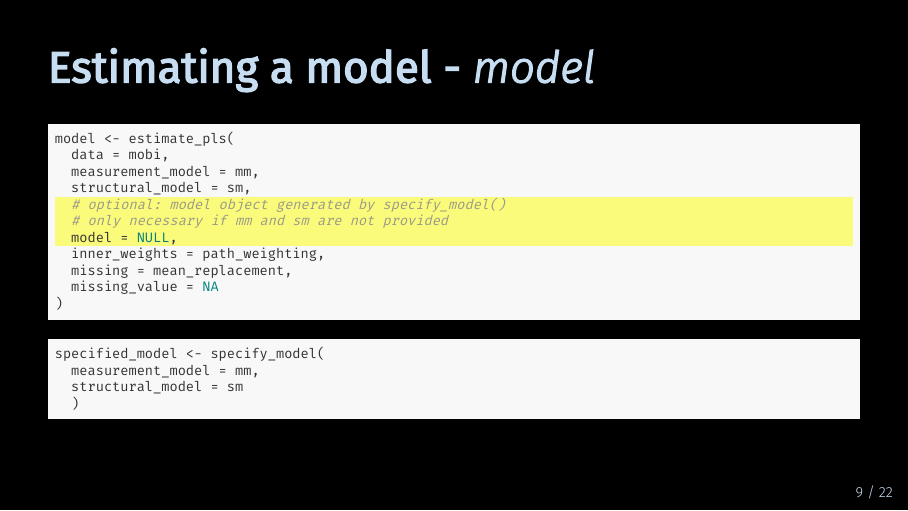 Estimating a model - model
model <- estimate_pls(
  data = mobi,
  measurement_model = mm,
  structural_model = sm,
  # optional: model object generated by specify_model()
  # only necessary if mm and sm are not provided
  model = NULL,
  inner_weights = path_weighting,
  missing = mean_replacement,
  missing_value = NA
)
specified_model <- specify_model(
  measurement_model = mm,
  structural_model = sm
  )
9 / 22